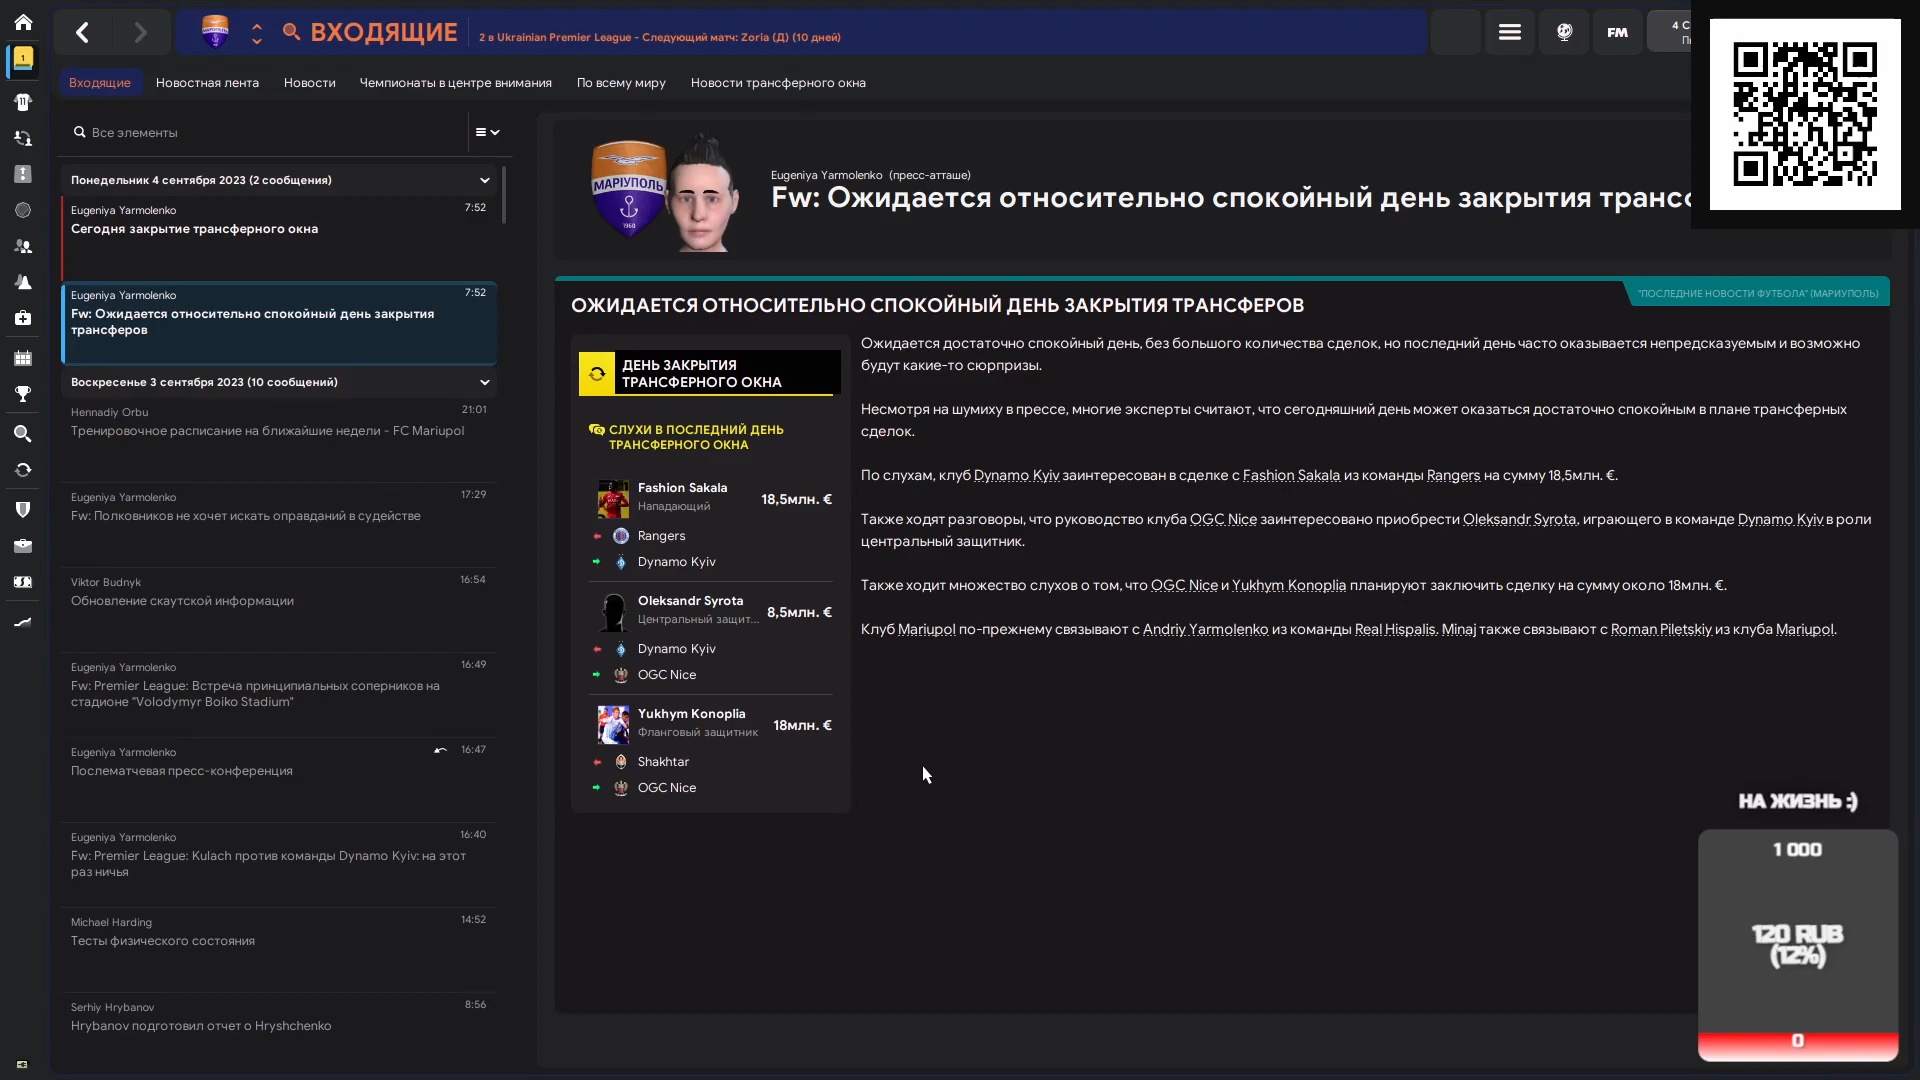 ВХОДЯЩИЕ
2 в Ukrainian Premier League - Следующий матч: Zoria (Д) (10 дней)
FM
4 С
1
11
Входящие
Новостная лента
Новости
Чемпионаты в центре внимания
По всему миру
Новости трансферного окна
Все элементы
Понедельник 4 сентября 2023 (2 сообщения)
Eugeniya Yarmolenko 7:52
Сегодня закрытие трансферного окна
Eugeniya Yarmolenko 7:52
Fw: Ожидается относительно спокойный день закрытия
трансферов
Воскресенье 3 сентября 2023 (10 сообщений)
Hennadiy Orbu 21:01
Тренировочное расписание на ближайшие недели - FC Mariupol
Eugeniya Yarmolenko 17:29
Fw: Полковников не хочет искать оправданий в судействе
Viktor Budnyk 16:54
Обновление скаутской информации
Eugeniya Yarmolenko 16:49
Fw: Premier League: Встреча принципиальных соперников на
стадионе "Volodymyr Boiko Stadium"
Eugeniya Yarmolenko 16:47
Послематчевая пресс-конференция
Eugeniya Yarmolenko 16:40
Fw: Premier League: Kulach против команды Dynamo Kyiv: на этот
раз ничья
Michael Harding 14:52
Тесты физического состояния
Serhiy Hrybanov 8:56
Hrybanov подготовил отчет о Hryshchenko
МАРІУПОЛЬ
1960
Eugeniya Yarmolenko (пресс-атташе)
Fw: Ожидается относительно спокойный день закрытия транс
"ПОСЛЕДНИЕ НОВОСТИ ФУТБОЛА" (МАРИУПОЛЬ)
ОЖИДАЕТСЯ ОТНОСИТЕЛЬНО СПОКОЙНЫЙ ДЕНЬ ЗАКРЫТИЯ ТРАНСФЕРОВ
ДЕНЬ ЗАКРЫТИЯ
ТРАНСФЕРНОГО ОКНА
СЛУХИ В ПОСЛЕДНИЙ ДЕНЬ
ТРАНСФЕРНОГО ОКНА
Fashion Sakala
Нападающий
18,5млн. €
Rangers
Dynamo Kyiv
Oleksandr Syrota
Центральный защит...
8,5млн. €
Dynamo Kyiv
OGC Nice
Yukhym Konoplia
Фланговый защитник
18млн. €
Shakhtar
OGC Nice
Ожидается достаточно спокойный день, без большого количества сделок, но последний день часто оказывается непредсказуемым и возможно
будут какие-то сюрпризы.
Несмотря на шумиху в прессе, многие эксперты считают, что сегодняшний день может оказаться достаточно спокойным в плане трансферных
сделок.
По слухам, клуб Dynamo Kyiv заинтересован в сделке с Fashion Sakala из команды Rangers на сумму 18,5млн. €.
Также ходят разговоры, что руководство клуба OGC Nice заинтересовано приобрести Oleksandr Syrota, играющего в команде Dynamo Kyiv в роли
центральный защитник.
Также ходит множество слухов о том, что OGC Nice и Yukhym Konoplia планируют заключить сделку на сумму около 18млн. €.
Клуб Mariupol по-прежнему связывают с Andriy Yarmolenko из команды Real Hispalis. Minaj также связывают с Roman Piletskiy из клуба Mariupol.
НА ЖИЗНЬ :)
1 000
120 RUB
(12%)
0